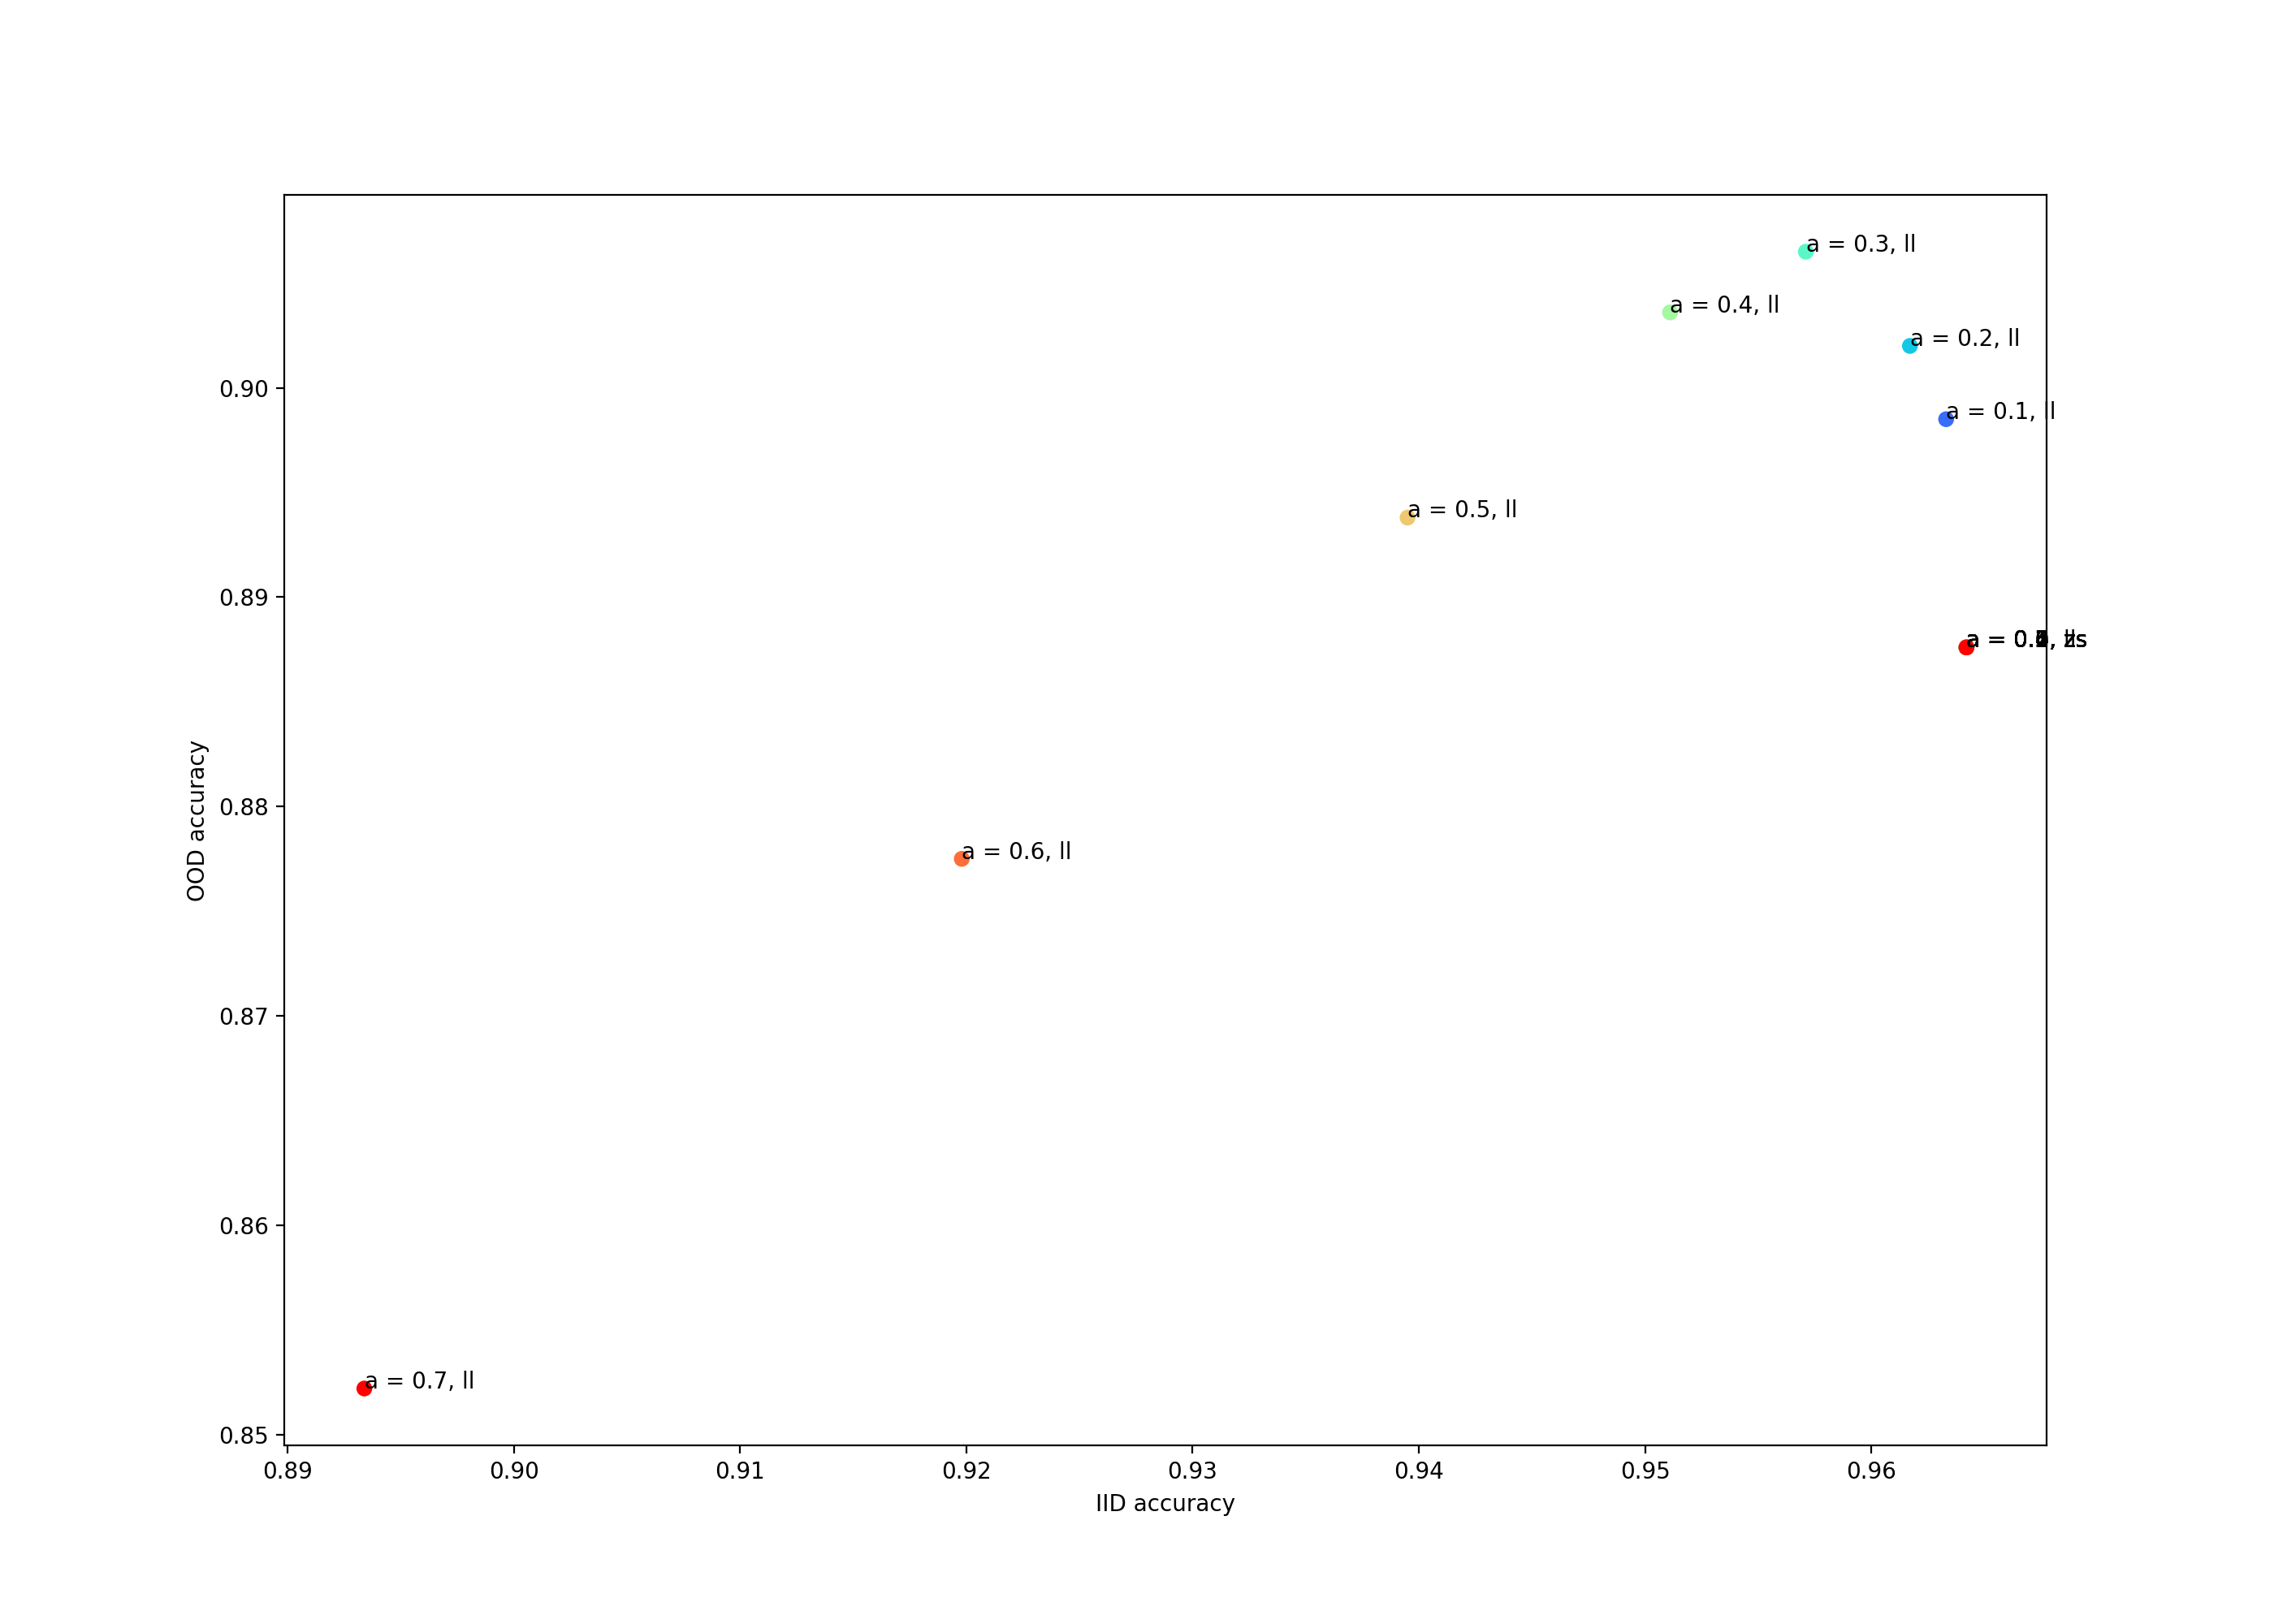 a = 0.3, ll
a = 0.4, ll
a = 0.2, ll
0.90
a = 0.1, ll
a = 0.5, ll
0.89
a = 0.
0.88
OOD accuracy
a = 0.6, ll
0.87
0.86
a = 0.7, ll
0.85
0.89 0.90 0.91 0.92 0.93 0.94 0.95 0.96
IID accuracy